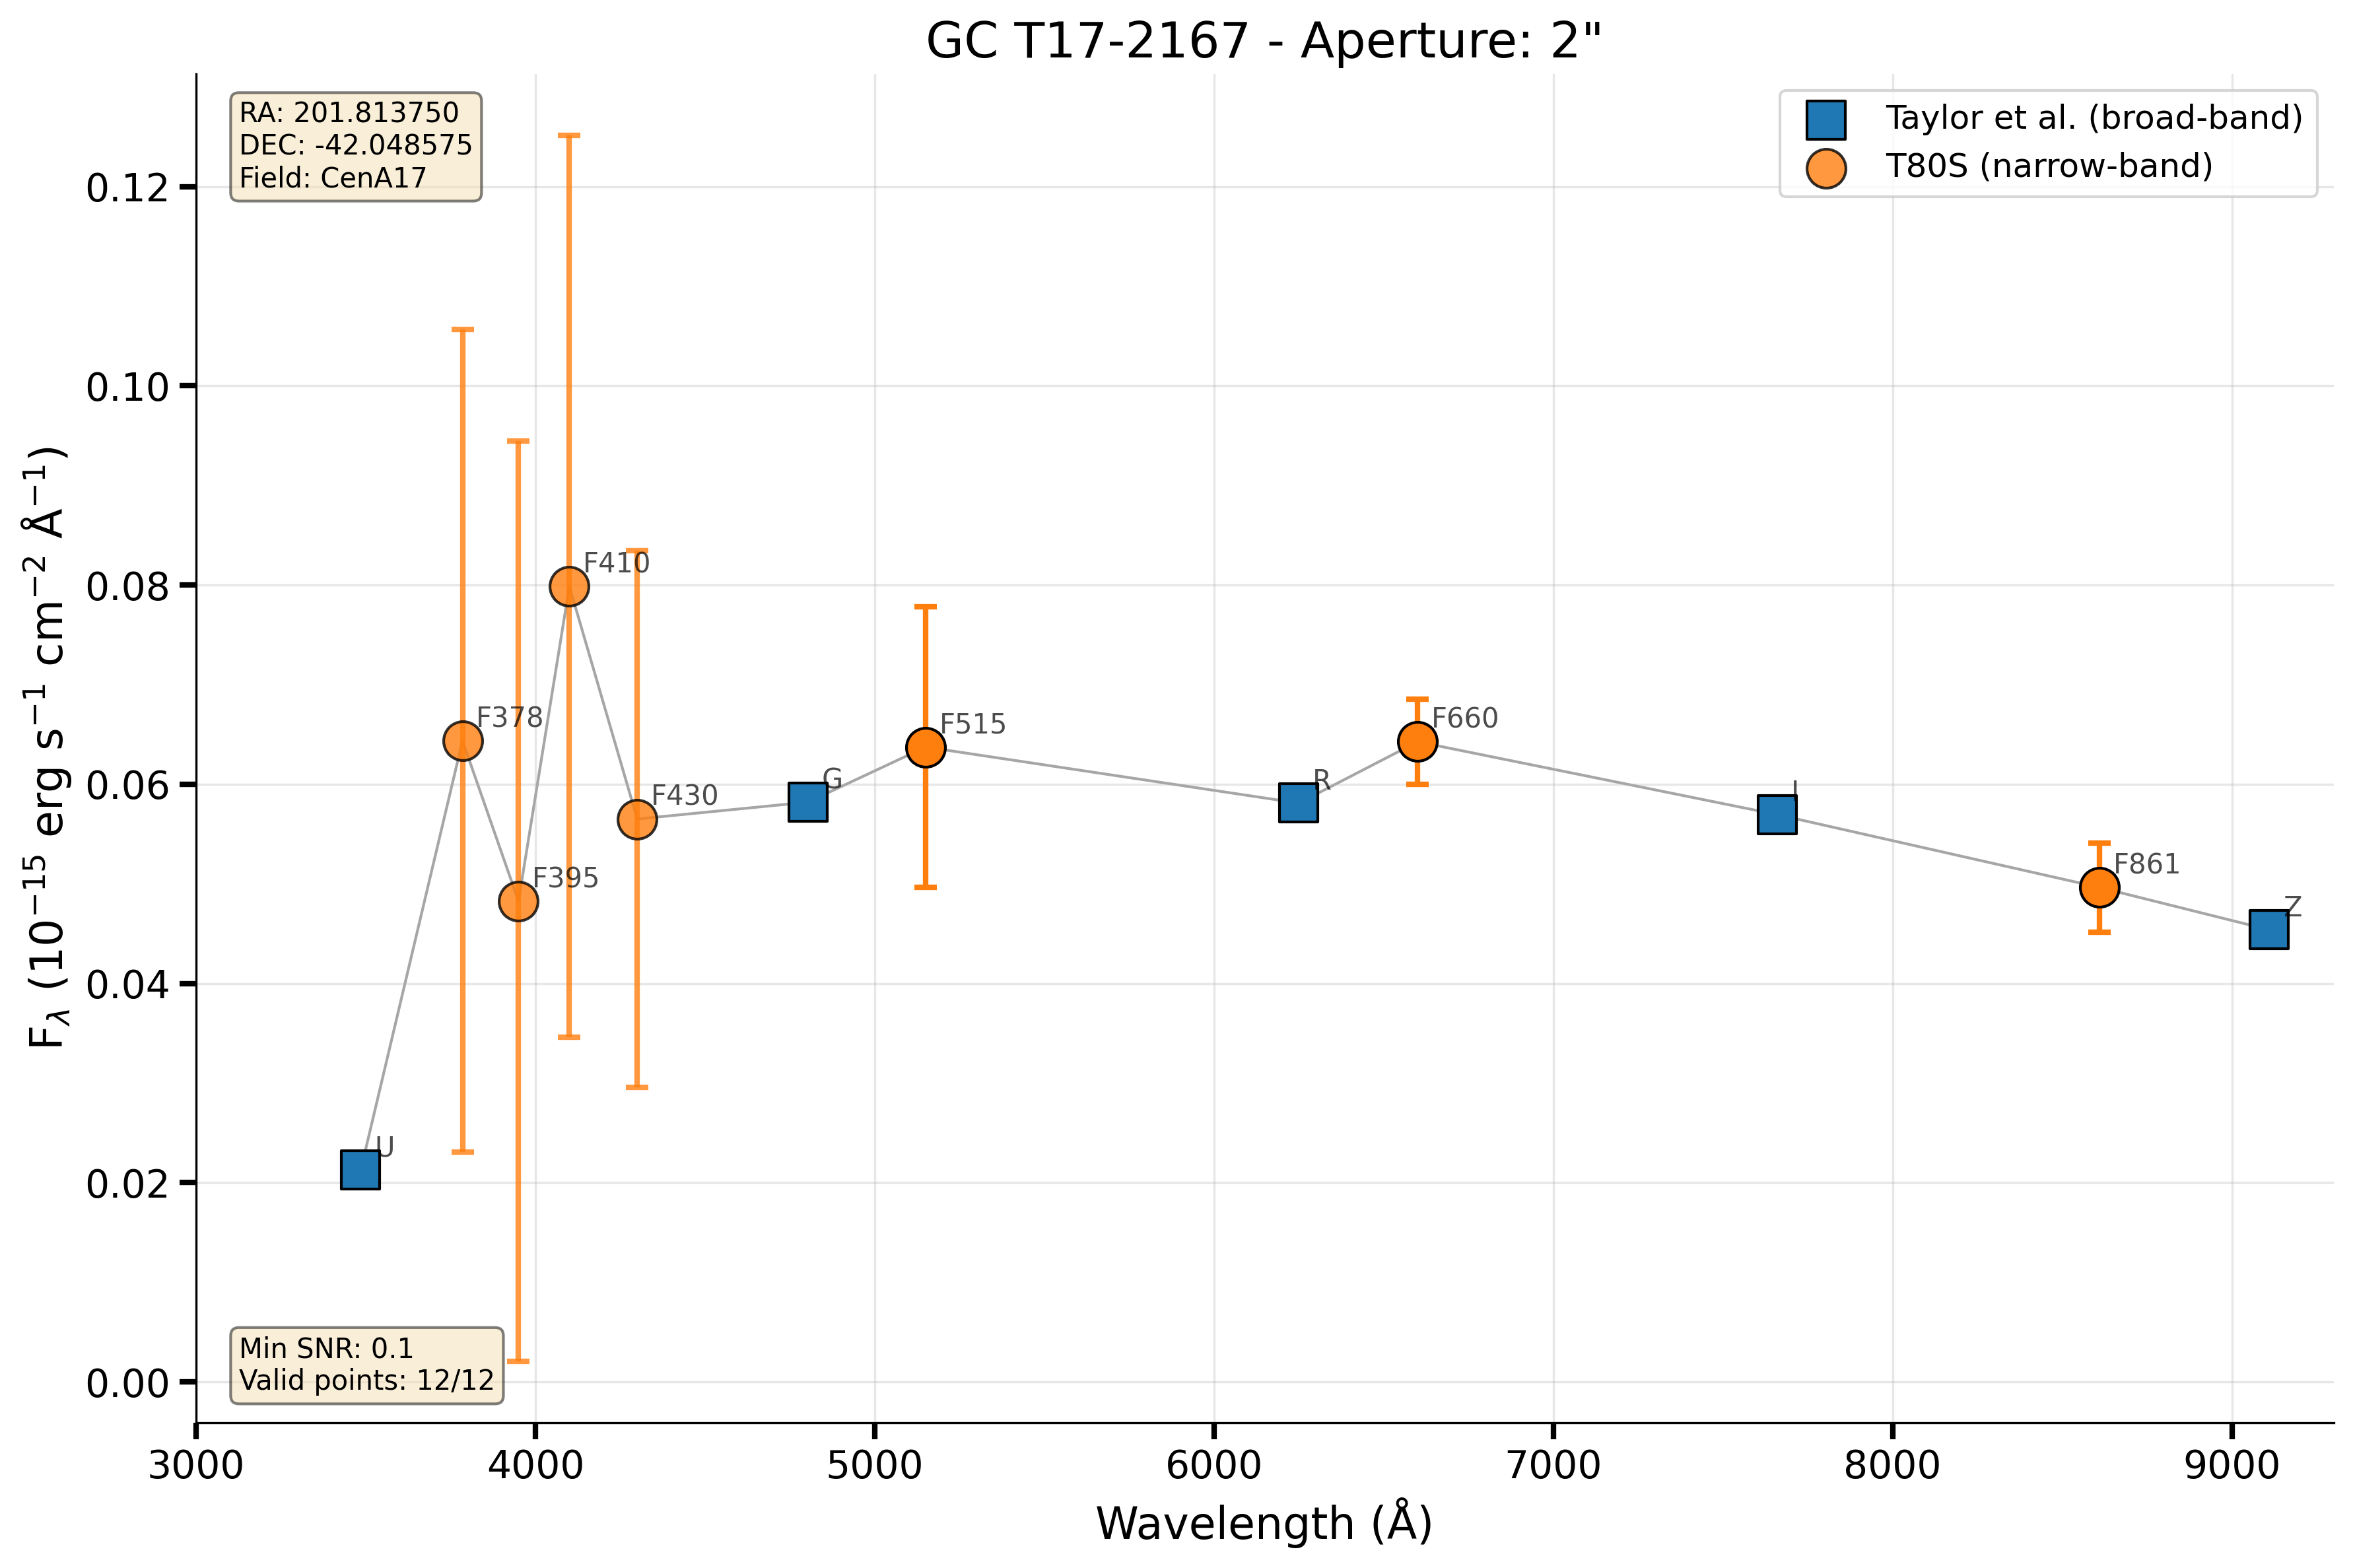 GC T17-2167 - Aperture: 2"
RA: 201.813750
DEC: -42.048575
Field: CenA17
Taylor et al. (broad-band)
T80S (narrow-band)
0.12
0.10
0.08
0.06
0.04
0.02
0.00
F_λ (10⁻¹⁵ erg s⁻¹ cm⁻² Å⁻¹)
U
F378
F395
F410
F430
G
F515
R
F660
I
F861
Z
Min SNR: 0.1
Valid points: 12/12
3000 4000 5000 6000 7000 8000 9000
Wavelength (Å)